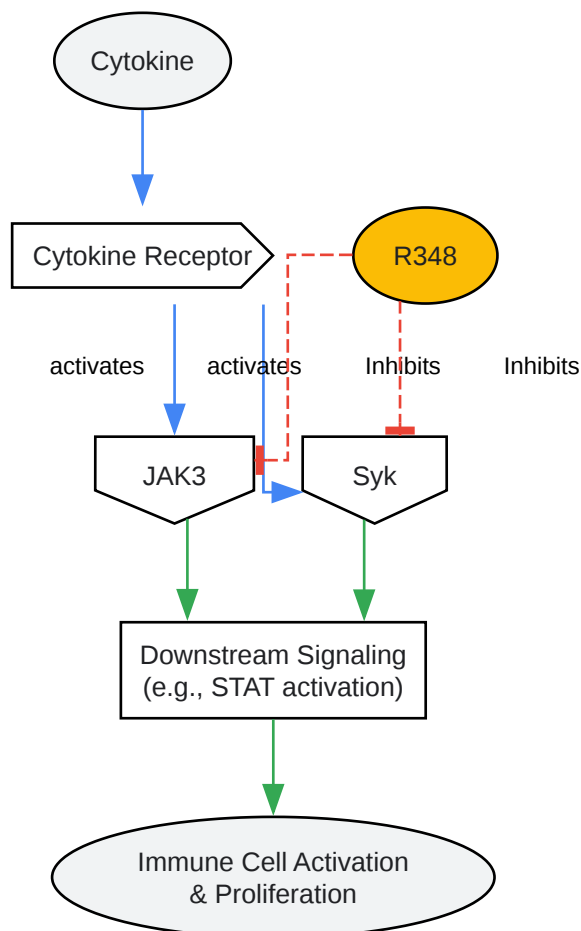 Cytokine
Cytokine Receptor
R348
activates
activates
Inhibits
Inhibits
JAK3
Syk
Downstream Signaling
(e.g., STAT activation)
Immune Cell Activation
& Proliferation